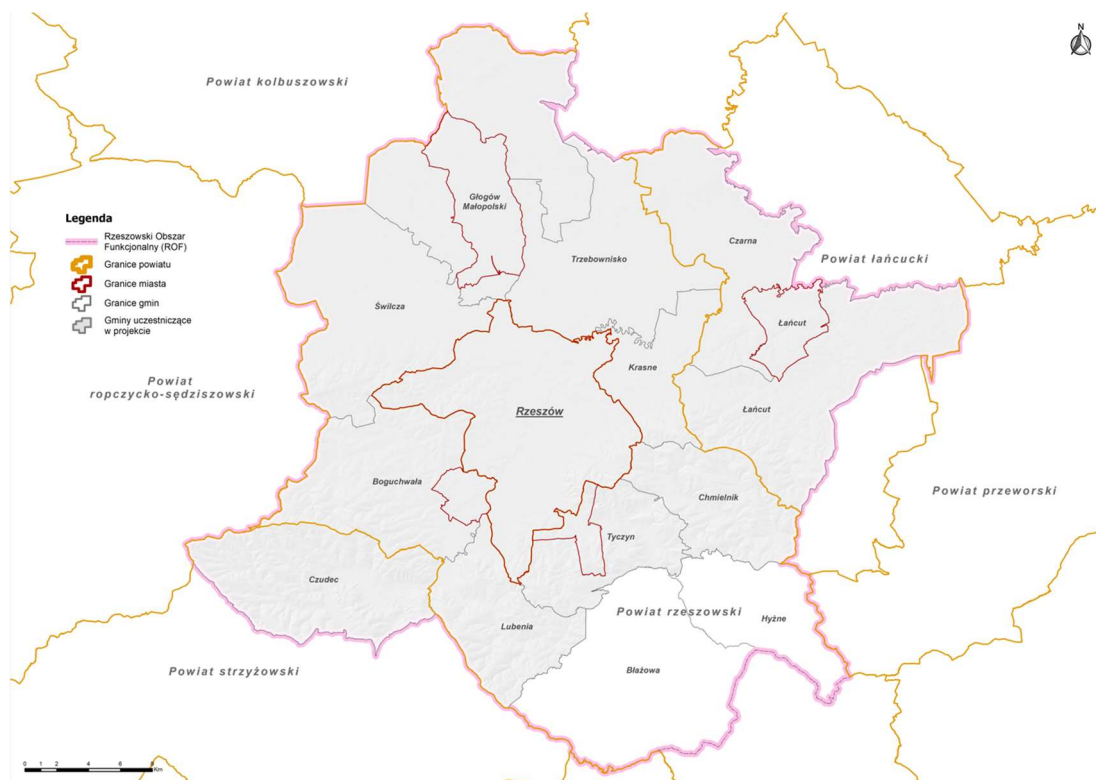 N
Powiat kolbuszowski
Głogów
Małopolski
Legenda
Rzeszowski Obszar
Funkcjonalny (ROF)
Granice powiatu
Granice miasta
Granice gmin
Gminy uczestniczące
w projekcie
Czarna
Trzebownisko
Powiat łańcucki
Świlcza
Łańcut
Krasne
Powiat
ropczycko-sędziszowski
Rzeszów
Łańcut
Boguchwała
Chmielnik
Powiat przeworski
Tyczyn
Czudec
Powiat rzeszowski
Hyżne
Lubenia
Powiat strzyżowski
Błażowa
0 1 2 4 6 8
Km